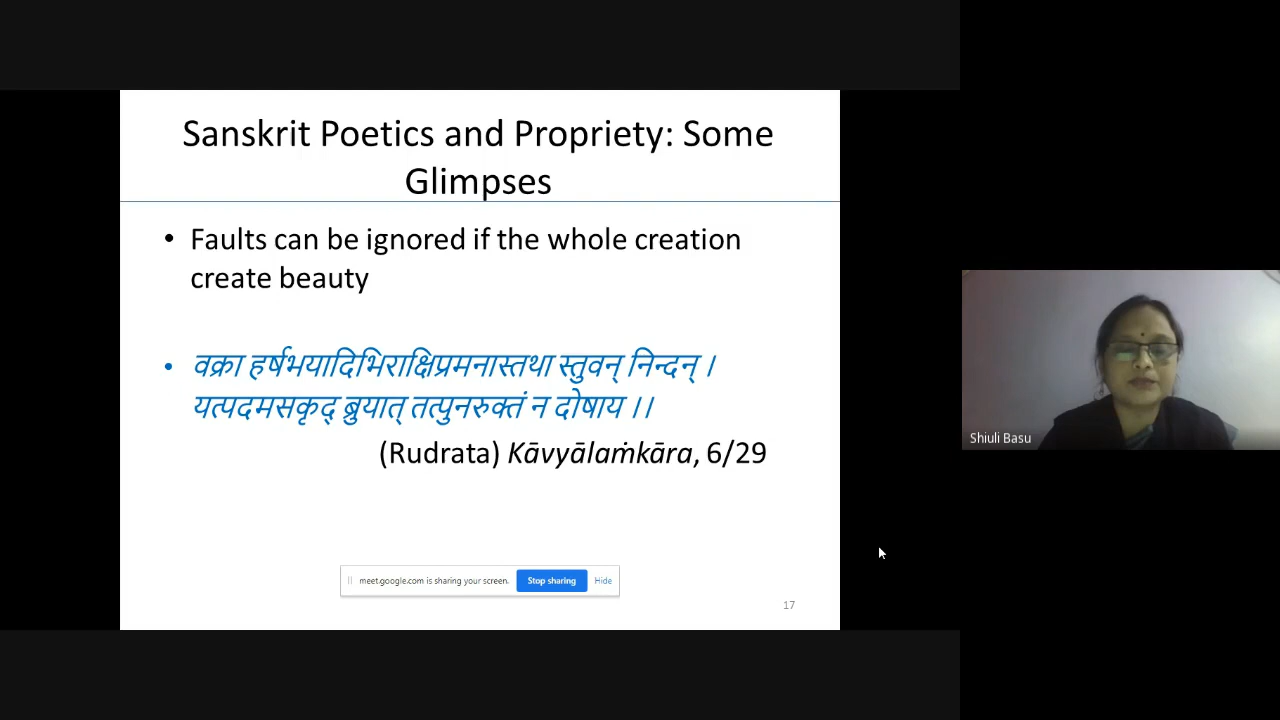 Sanskrit Poetics and Propriety: Some
Glimpses
• Faults can be ignored if the whole creation
create beauty
• वक्रा हर्षभयादिभिराक्षिप्रमनास्तथा स्तुवन् निन्दन् ।
यत्पदमसकृद् ब्रुयात् तत्पुनरुक्तं न दोषाय ।।
(Rudrata) Kāvyālaṁkāra, 6/29
meet.google.com is sharing your screen. Stop sharing Hide
17
Shiuli Basu